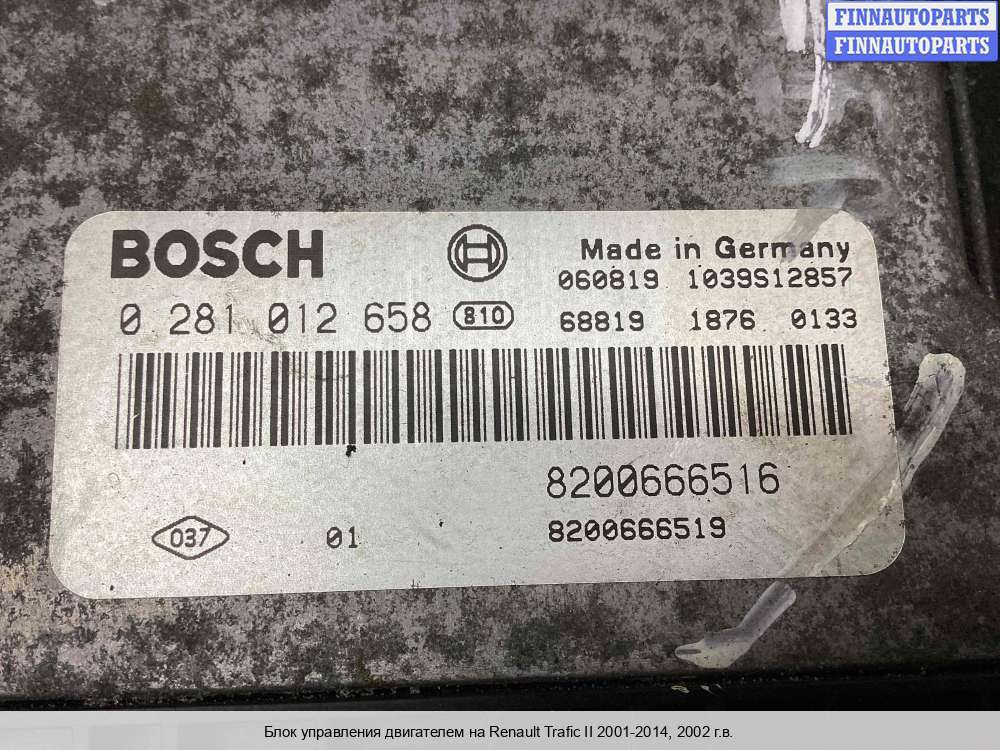 FINNAUTOPARTS
FINNAUTOPARTS
BOSCH
Made in Germany
060819 1039S12857
0 281 012 658 810
68819 1876 0133
8200666516
037 01 8200666519
Блок управления двигателем на Renault Trafic II 2001-2014, 2002 г.в.